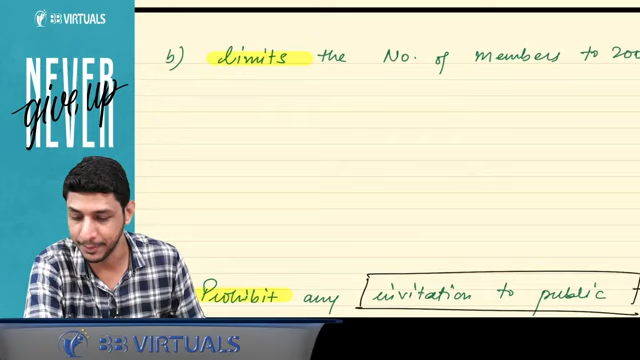 BB VIRTUALS
NEVER
give up
NEVER
b) limits the No. of members to 200
Prohibit any invitation to public f
BB VIRTUALS